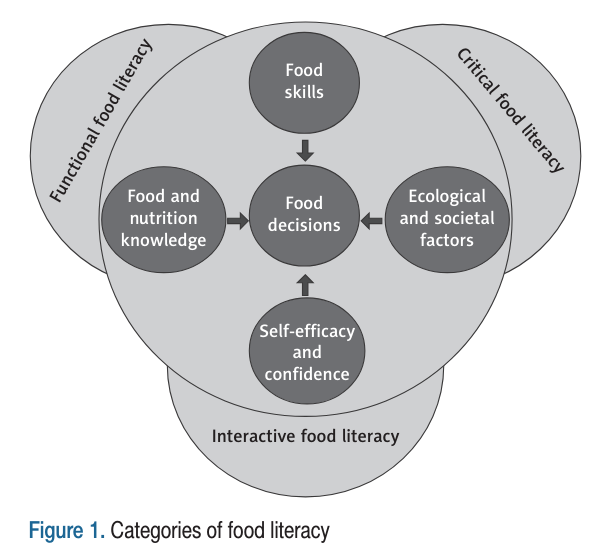 Functional food literacy
Critical food literacy
Food
skills
Food and
nutrition
knowledge
Food
decisions
Ecological
and societal
factors
Self-efficacy
and
confidence
Interactive food literacy
Figure 1. Categories of food literacy